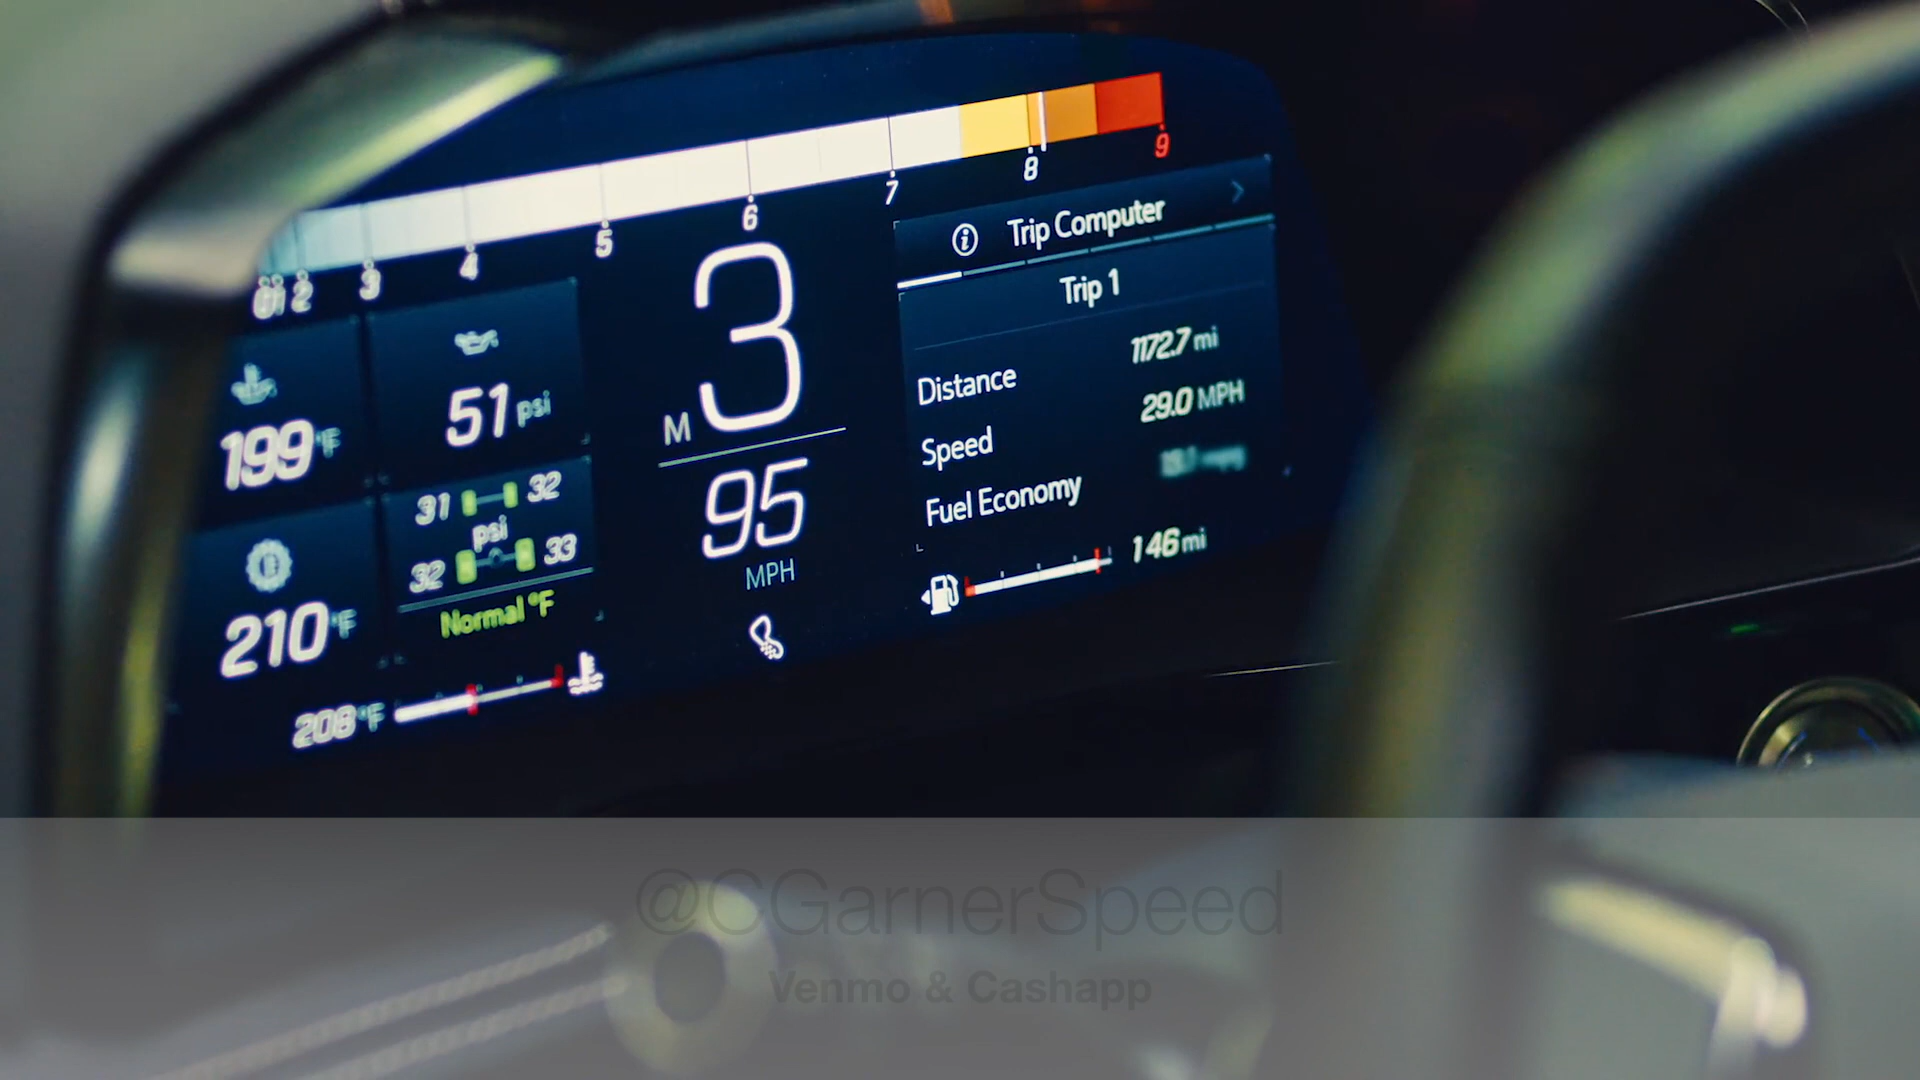 0 1 2 3 4 5 6 7 8 9
199 °F
51 psi
31 32
psi
32 33
Normal °F
210 °F
208 °F
M 3
95
MPH
Trip Computer
Trip 1
Distance 1172.7 mi
Speed 29.0 MPH
Fuel Economy
146 mi
@CGarnerSpeed
Venmo & Cashapp